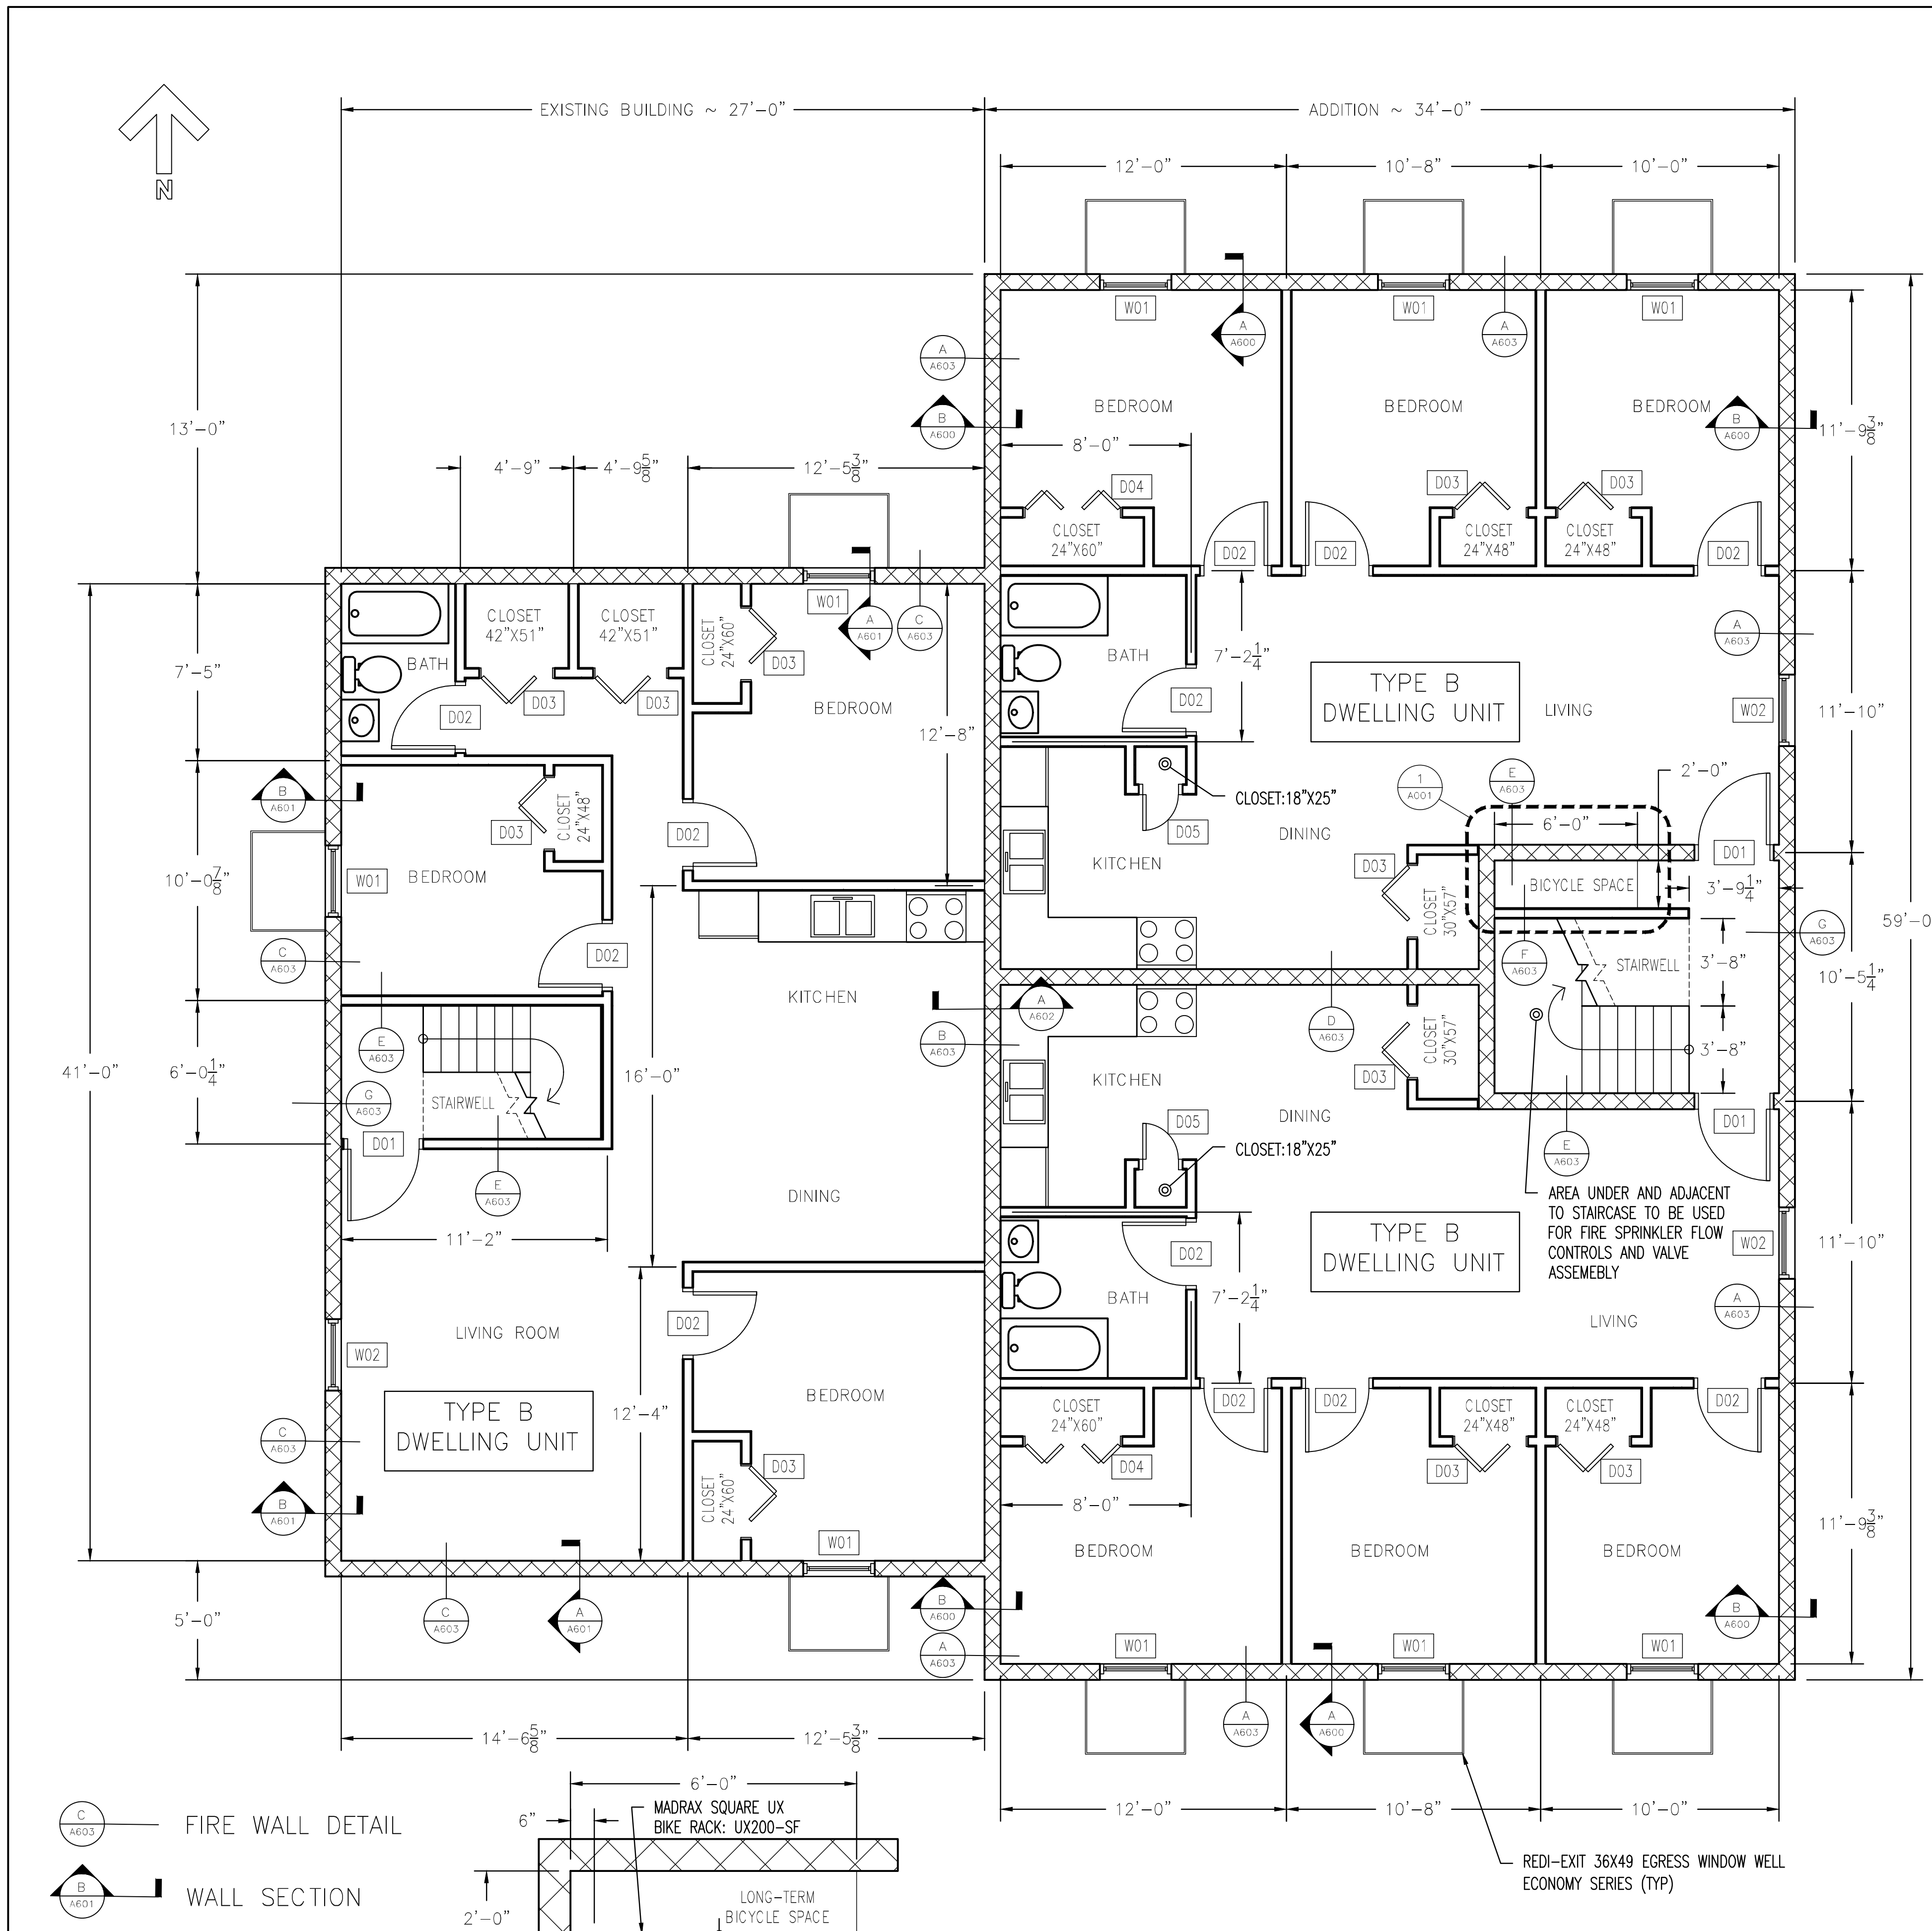 EXISTING BUILDING ~ 27'-0"
ADDITION ~ 34'-0"
N
12'-0"
10'-8"
10'-0"
W01
W01
W01
A
A600
A
A603
A
A603
B
A600
BEDROOM
BEDROOM
BEDROOM
B
A600
11'-9 3/8"
13'-0"
8'-0"
4'-9"
4'-9 5/8"
12'-5 3/8"
D04
D03
D03
CLOSET
24"X60"
CLOSET
24"X48"
CLOSET
24"X48"
D02
D02
D02
W01
A
A601
C
A603
CLOSET
42"X51"
CLOSET
42"X51"
CLOSET
24"X60"
BATH
D03
D03
D03
D02
7'-5"
BEDROOM
12'-8"
BATH
7'-2 1/4"
D02
TYPE B
DWELLING UNIT
LIVING
A
A603
W02
11'-10"
B
A601
10'-0 7/8"
W01
BEDROOM
D03
CLOSET
24"X48"
D02
D02
C
A603
CLOSET:18"X25"
D05
KITCHEN
DINING
1
A001
E
A603
2'-0"
6'-0"
D01
BICYCLE SPACE
3'-9 1/4"
D03
CLOSET
30"X57"
G
A603
59'-0
F
A603
STAIRWELL
3'-8"
10'-5 1/4"
3'-8"
KITCHEN
A
A602
B
A603
D
A603
CLOSET
30"X57"
D03
41'-0"
6'-0 1/4"
E
A603
G
A603
STAIRWELL
D01
16'-0"
KITCHEN
DINING
D05
CLOSET:18"X25"
D01
E
A603
E
A603
DINING
11'-2"
AREA UNDER AND ADJACENT
TO STAIRCASE TO BE USED
FOR FIRE SPRINKLER FLOW
CONTROLS AND VALVE
ASSEMEBLY
TYPE B
DWELLING UNIT
D02
W02
11'-10"
BATH
7'-2 1/4"
A
A603
LIVING
LIVING ROOM
D02
W02
BEDROOM
12'-4"
TYPE B
DWELLING UNIT
C
A603
B
A601
D03
CLOSET
24"X60"
W01
D02
D02
D02
CLOSET
24"X60"
CLOSET
24"X48"
CLOSET
24"X48"
D04
D03
D03
8'-0"
11'-9 3/8"
BEDROOM
BEDROOM
BEDROOM
5'-0"
C
A603
A
A601
B
A600
A
A603
B
A600
W01
W01
W01
A
A603
A
A600
14'-6 5/8"
12'-5 3/8"
12'-0"
10'-8"
10'-0"
REDI-EXIT 36X49 EGRESS WINDOW WELL
ECONOMY SERIES (TYP)
C
A603
FIRE WALL DETAIL
B
A601
WALL SECTION
6'-0"
6"
MADRAX SQUARE UX
BIKE RACK: UX200-SF
2'-0"
LONG-TERM
BICYCLE SPACE